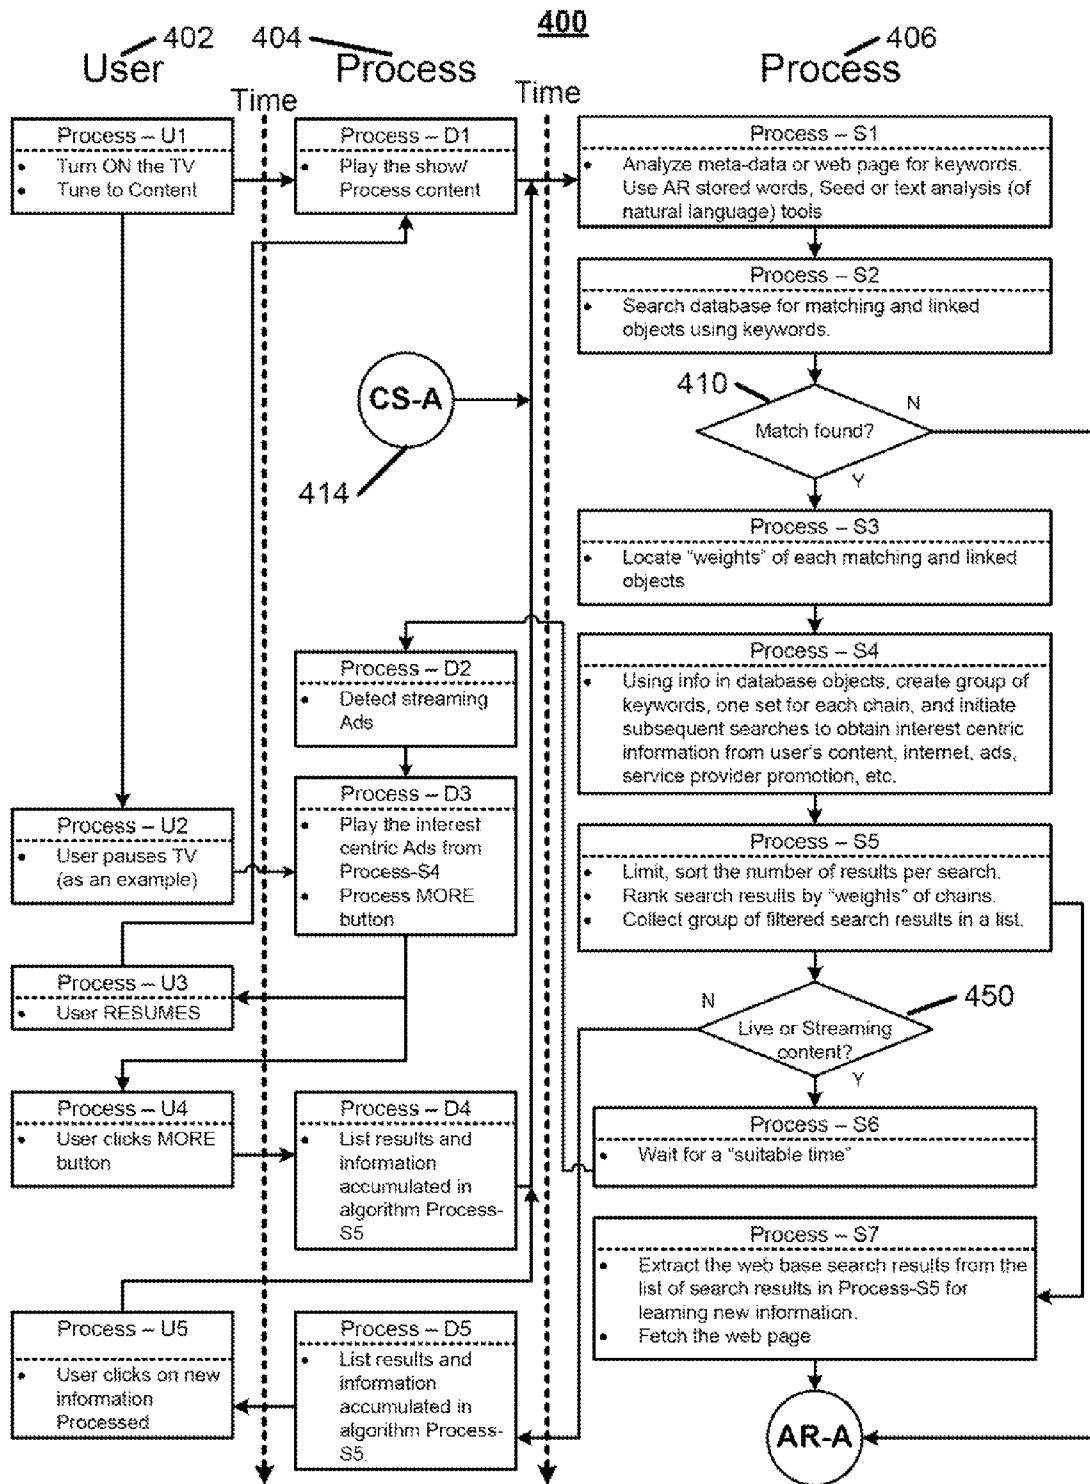 400
402
User
404
Process
406
Process
Time
Time
Process – U1
• Turn ON the TV
• Tune to Content
Process – D1
• Play the show/
Process content
Process – S1
• Analyze meta-data or web page for keywords.
Use AR stored words, Seed or text analysis (of
natural language) tools
Process – S2
• Search database for matching and linked
objects using keywords.
CS-A
414
410
Match found?
N
Y
Process – S3
• Locate "weights" of each matching and linked
objects
Process – D2
• Detect streaming
Ads
Process – S4
• Using info in database objects, create group of
keywords, one set for each chain, and initiate
subsequent searches to obtain interest centric
information from user's content, internet, ads,
service provider promotion, etc.
Process – D3
• Play the interest
centric Ads from
Process-S4
• Process MORE
button
Process – U2
• User pauses TV
(as an example)
Process – S5
• Limit, sort the number of results per search.
• Rank search results by "weights" of chains.
• Collect group of filtered search results in a list.
Process – U3
• User RESUMES
450
N
Live or Streaming
content?
Y
Process – U4
• User clicks MORE
button
Process – D4
• List results and
information
accumulated in
algorithm Process-
S5
Process – S6
• Wait for a "suitable time"
Process – S7
• Extract the web base search results from the
list of search results in Process-S5 for
learning new information.
• Fetch the web page
Process – U5
• User clicks on new
information
Processed
Process – D5
• List results and
information
accumulated in
algorithm Process-
S5.
AR-A